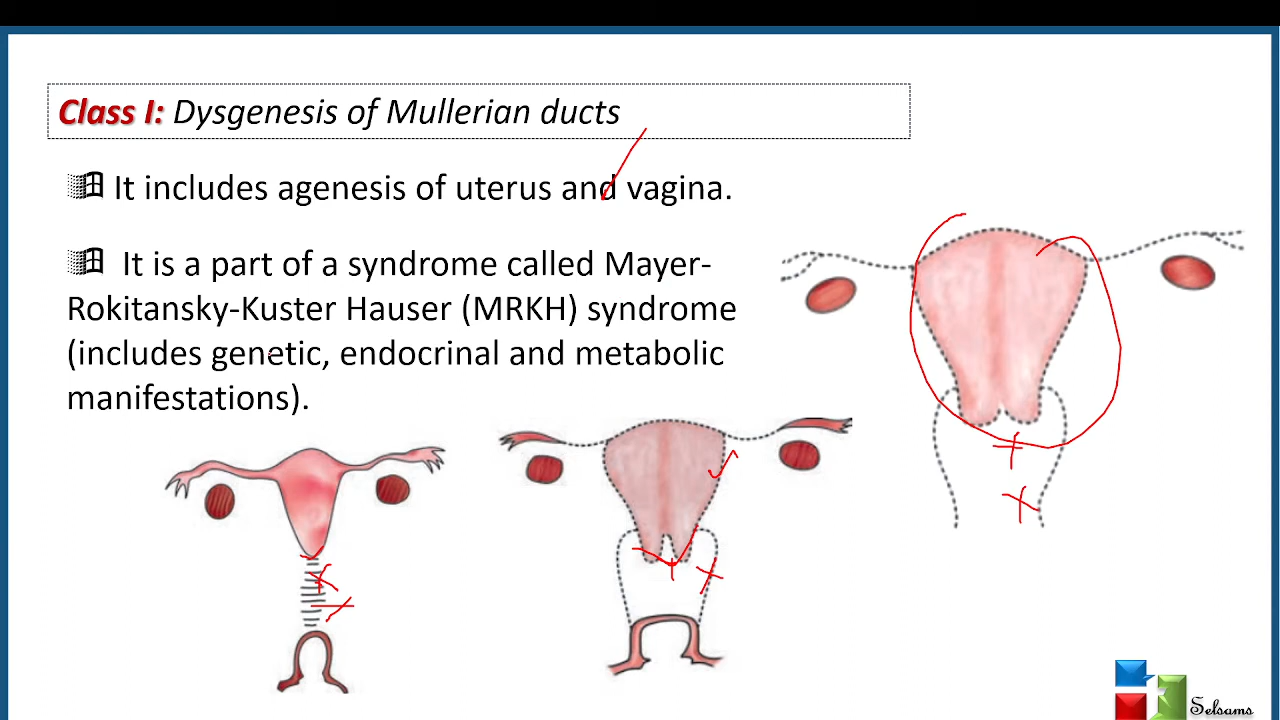 Class I: Dysgenesis of Mullerian ducts
It includes agenesis of uterus and vagina.
It is a part of a syndrome called Mayer-
Rokitansky-Kuster Hauser (MRKH) syndrome
(includes genetic, endocrinal and metabolic
manifestations).
Selsams